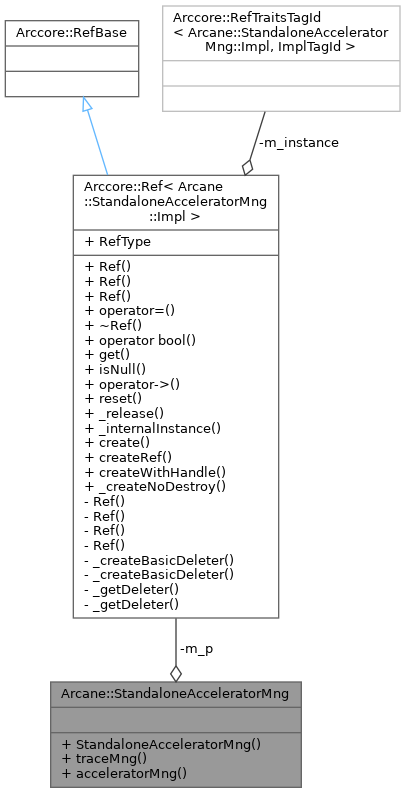 Arccore::RefBase
Arccore::RefTraitsTagId
< Arcane::StandaloneAccelerator
Mng::Impl, ImplTagId >
-m_instance
Arccore::Ref< Arcane
::StandaloneAcceleratorMng
::Impl >
+ RefType
+ Ref()
+ Ref()
+ Ref()
+ operator=()
+ ~Ref()
+ operator bool()
+ get()
+ isNull()
+ operator->()
+ reset()
+ _release()
+ _internalInstance()
+ create()
+ createRef()
+ createWithHandle()
+ _createNoDestroy()
- Ref()
- Ref()
- Ref()
- Ref()
- _createBasicDeleter()
- _createBasicDeleter()
- _getDeleter()
- _getDeleter()
-m_p
Arcane::StandaloneAcceleratorMng
+ StandaloneAcceleratorMng()
+ traceMng()
+ acceleratorMng()